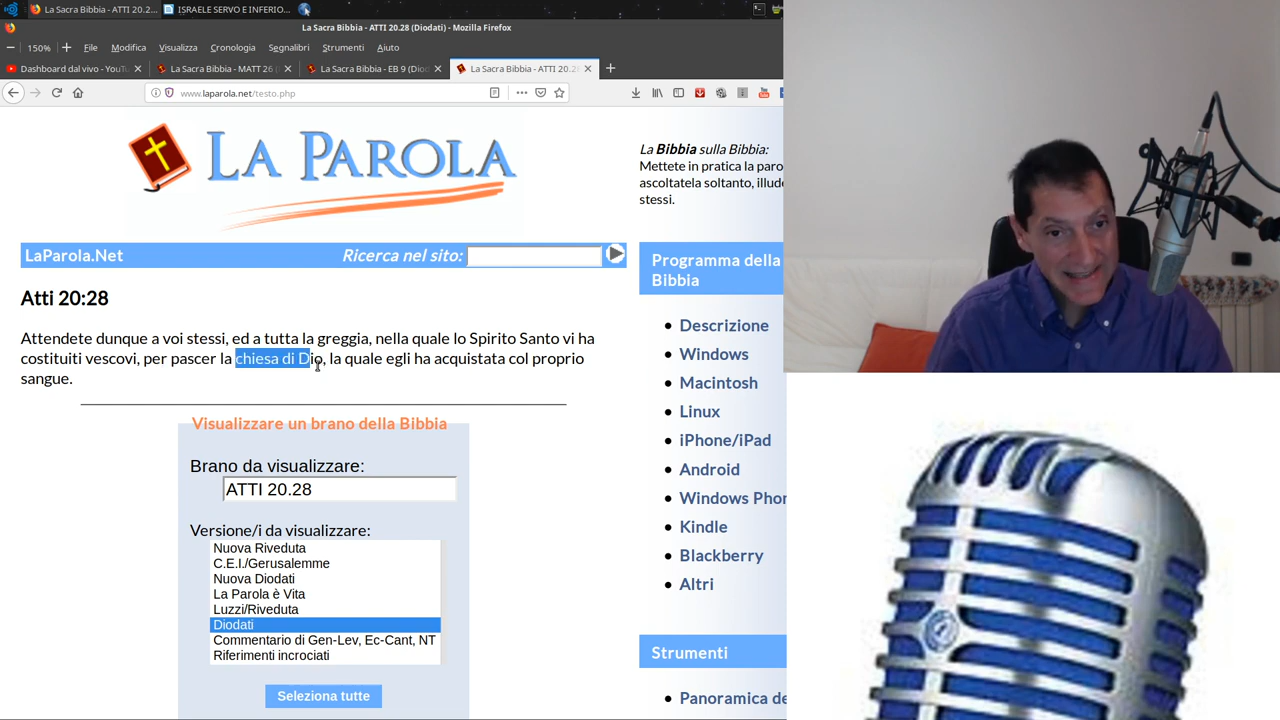 La Sacra Bibbia - ATTI 20.2...
ISRAELE SERVO E INFERIO...
La Sacra Bibbia - ATTI 20.28 (Diodati) - Mozilla Firefox
150%
File Modifica Visualizza Cronologia Segnalibri Strumenti Aiuto
Dashboard dal vivo - YouTu
La Sacra Bibbia - MATT 26 (
La Sacra Bibbia - EB 9 (Diod
La Sacra Bibbia - ATTI 20.2
www.laparola.net/testo.php
LA PAROLA
La Bibbia sulla Bibbia:
Mettete in pratica la paro
ascoltatela soltanto, illud
stessi.
LaParola.Net
Ricerca nel sito:
Atti 20:28
Attendete dunque a voi stessi, ed a tutta la greggia, nella quale lo Spirito Santo vi ha
costituiti vescovi, per pascer la chiesa di Dio, la quale egli ha acquistata col proprio
sangue.
Visualizzare un brano della Bibbia
Brano da visualizzare:
ATTI 20.28
Versione/i da visualizzare:
Nuova Riveduta
C.E.I./Gerusalemme
Nuova Diodati
La Parola è Vita
Luzzi/Riveduta
Diodati
Commentario di Gen-Lev, Ec-Cant, NT
Riferimenti incrociati
Seleziona tutte
Programma della
Bibbia
Descrizione
Windows
Macintosh
Linux
iPhone/iPad
Android
Windows Phon
Kindle
Blackberry
Altri
Strumenti
Panoramica de